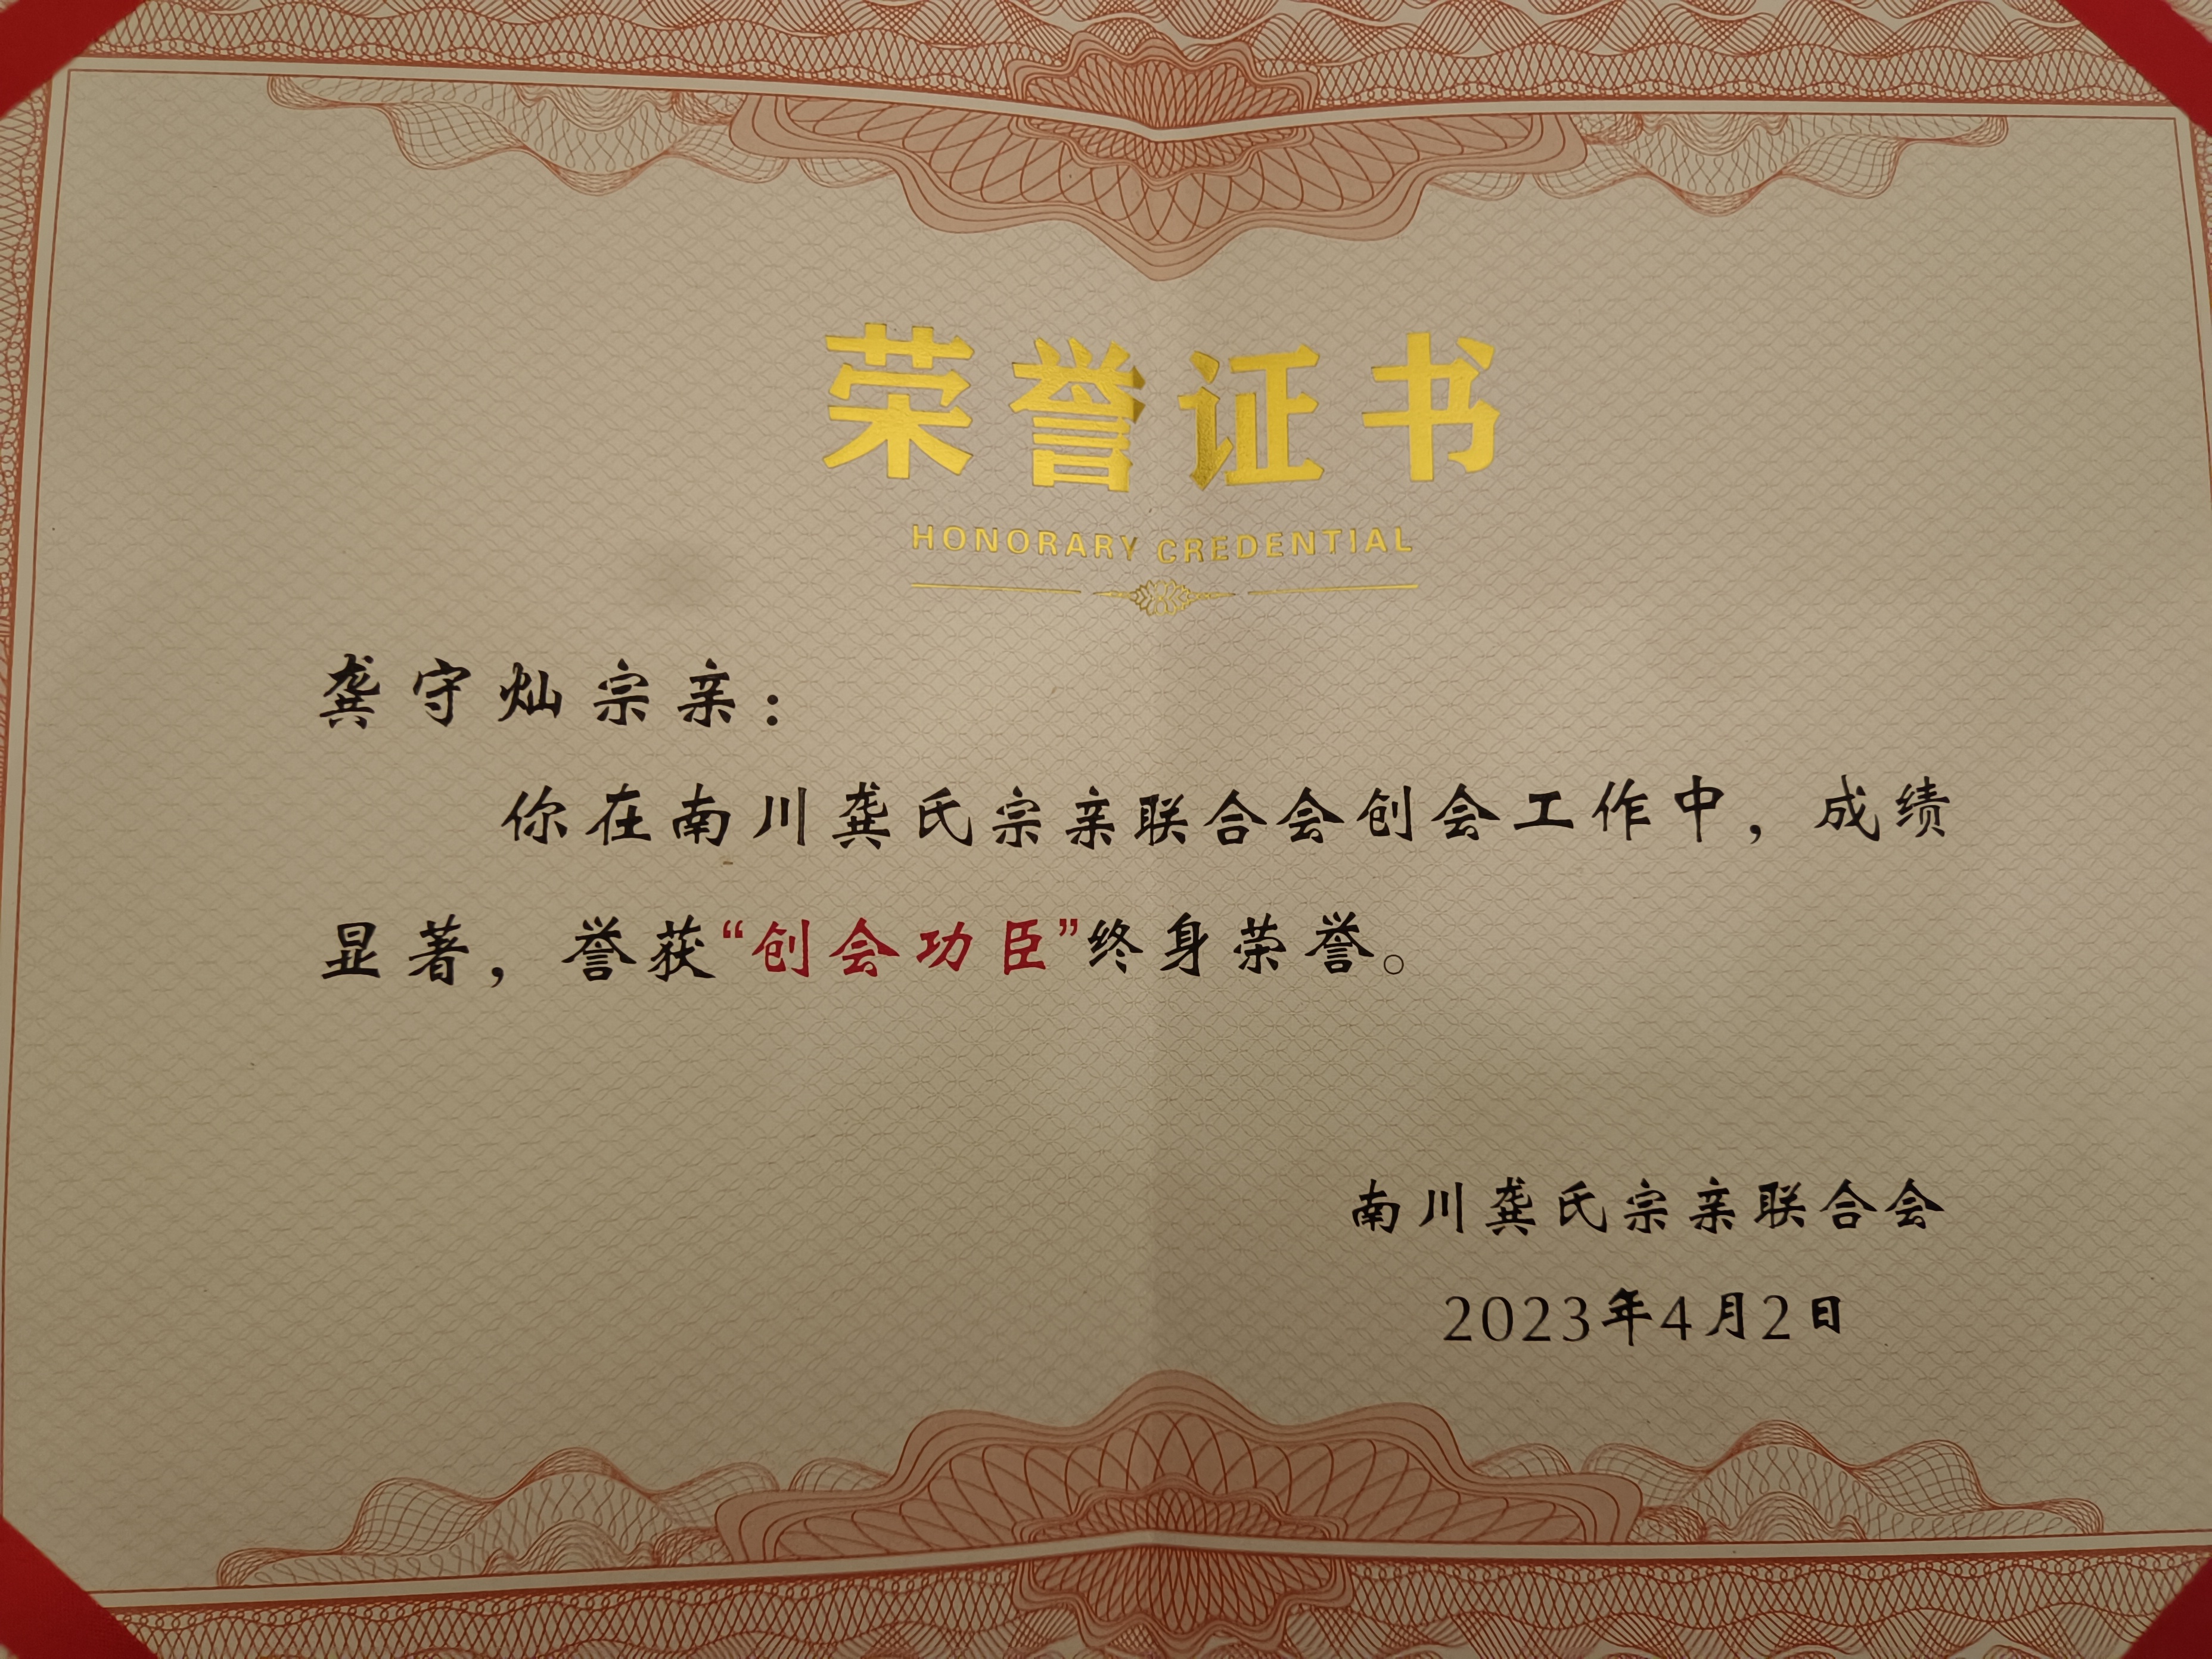 荣誉证书
HONORARY CREDENTIAL
龚守灿宗亲：
你在南川龚氏宗亲联合会创会工作中，成绩
显著，誉获“创会功臣”终身荣誉。
南川龚氏宗亲联合会
2023年4月2日